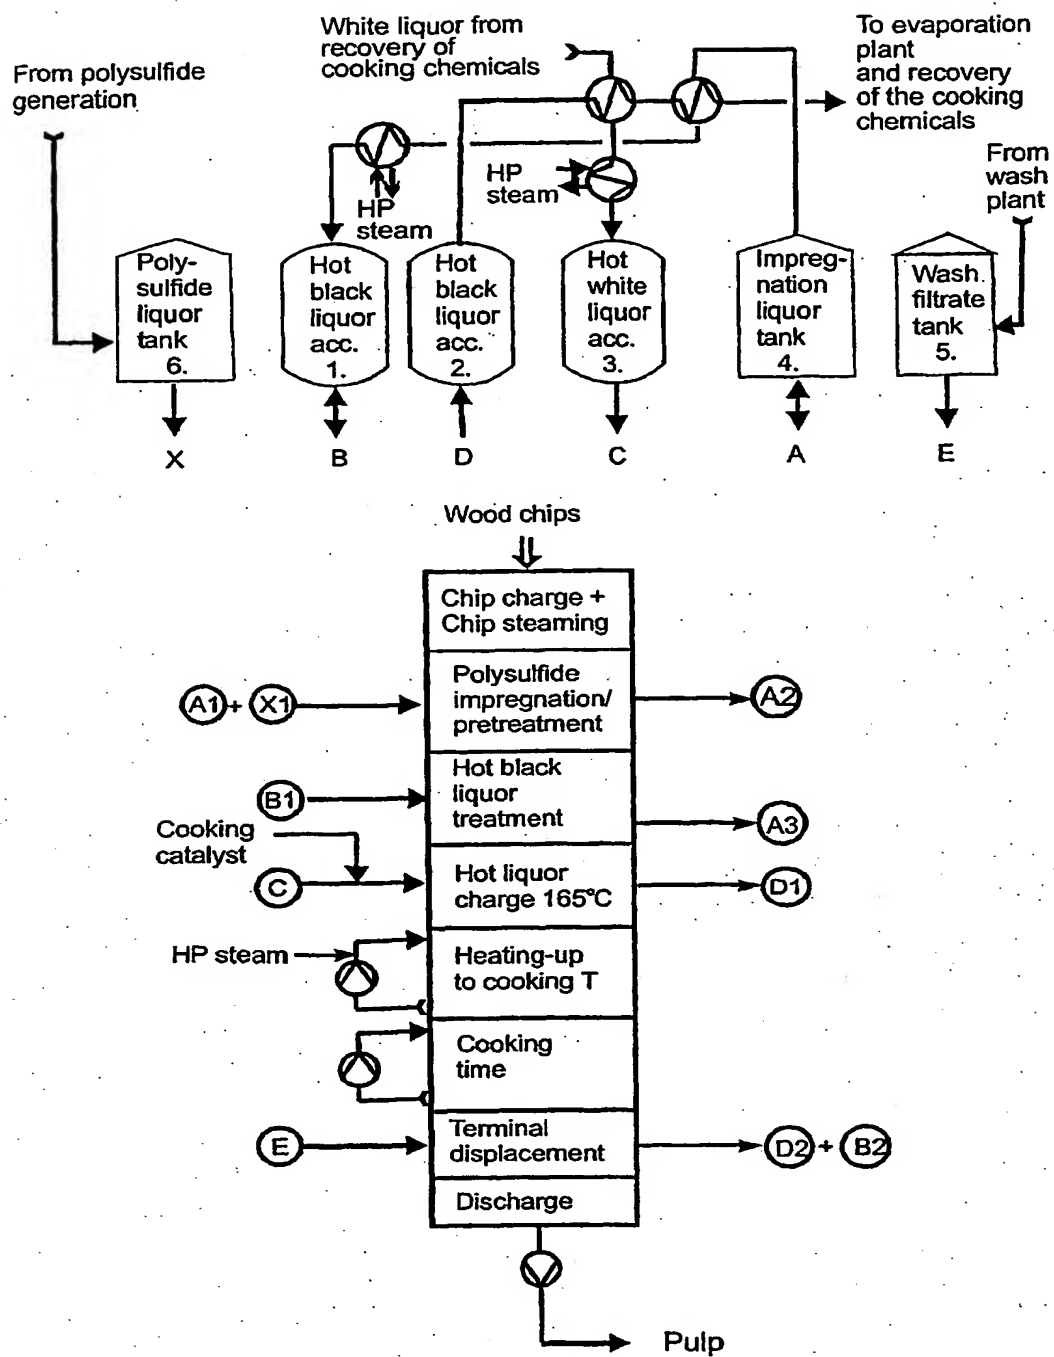 White liquor from
recovery of
cooking chemicals
To evaporation
plant
and recovery
of the cooking
chemicals
From polysulfide
generation
From
wash
plant
HP
steam
HP
steam
Poly-
sulfide
liquor
tank
6.
Hot
black
liquor
acc.
1.
Hot
black
liquor
acc.
2.
Hot
white
liquor
acc.
3.
Impreg-
nation
liquor
tank
4.
Wash
filtrate
tank
5.
X
B
D
C
A
E
Wood chips
Chip charge +
Chip steaming
A1 + X1
Polysulfide
impregnation/
pretreatment
A2
B1
Hot black
liquor
treatment
A3
Cooking
catalyst
C
Hot liquor
charge 165°C
D1
HP steam
Heating-up
to cooking T
Cooking
time
E
Terminal
displacement
D2 + B2
Discharge
Pulp